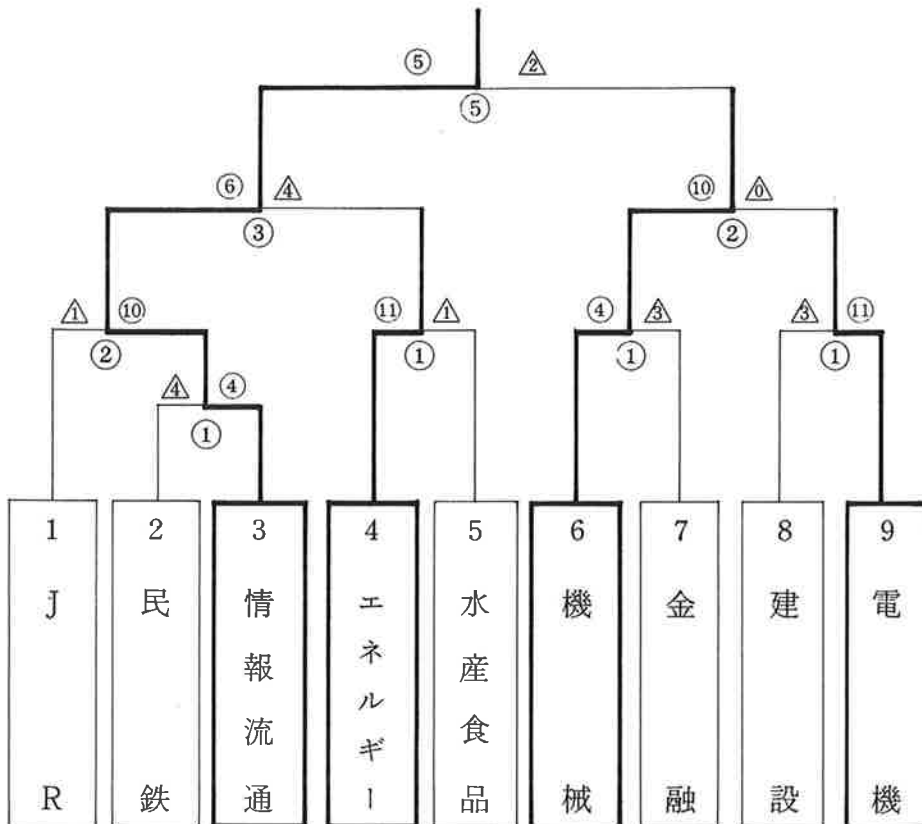 ⑤ 2
⑤
⑥ 4 ⑩ 0
③ ②
1 ⑩ ⑪ 1 ④ 3 3 ⑪
② ① ① ①
4 ④
①
1 JR
2 民鉄
3 情報流通
4 エネルギー
5 水産食品
6 機械
7 金融
8 建設
9 電機